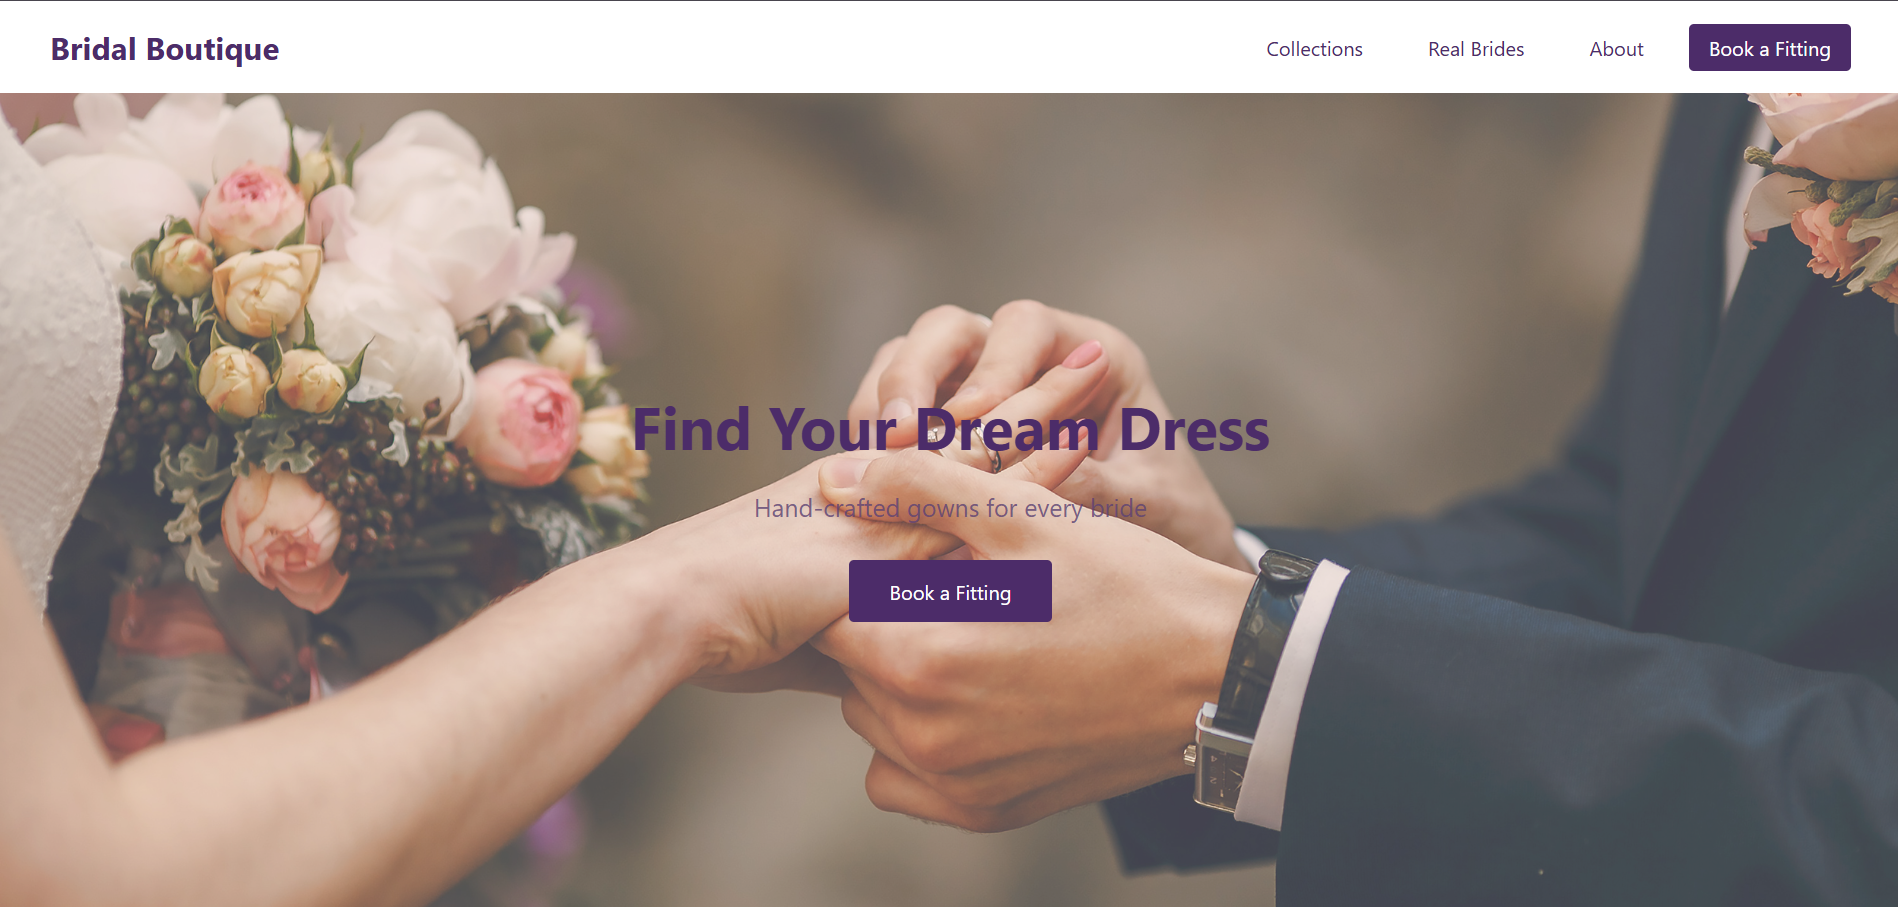 Bridal Boutique
Collections
Real Brides
About
Book a Fitting
Find Your Dream Dress
Hand-crafted gowns for every bride
Book a Fitting